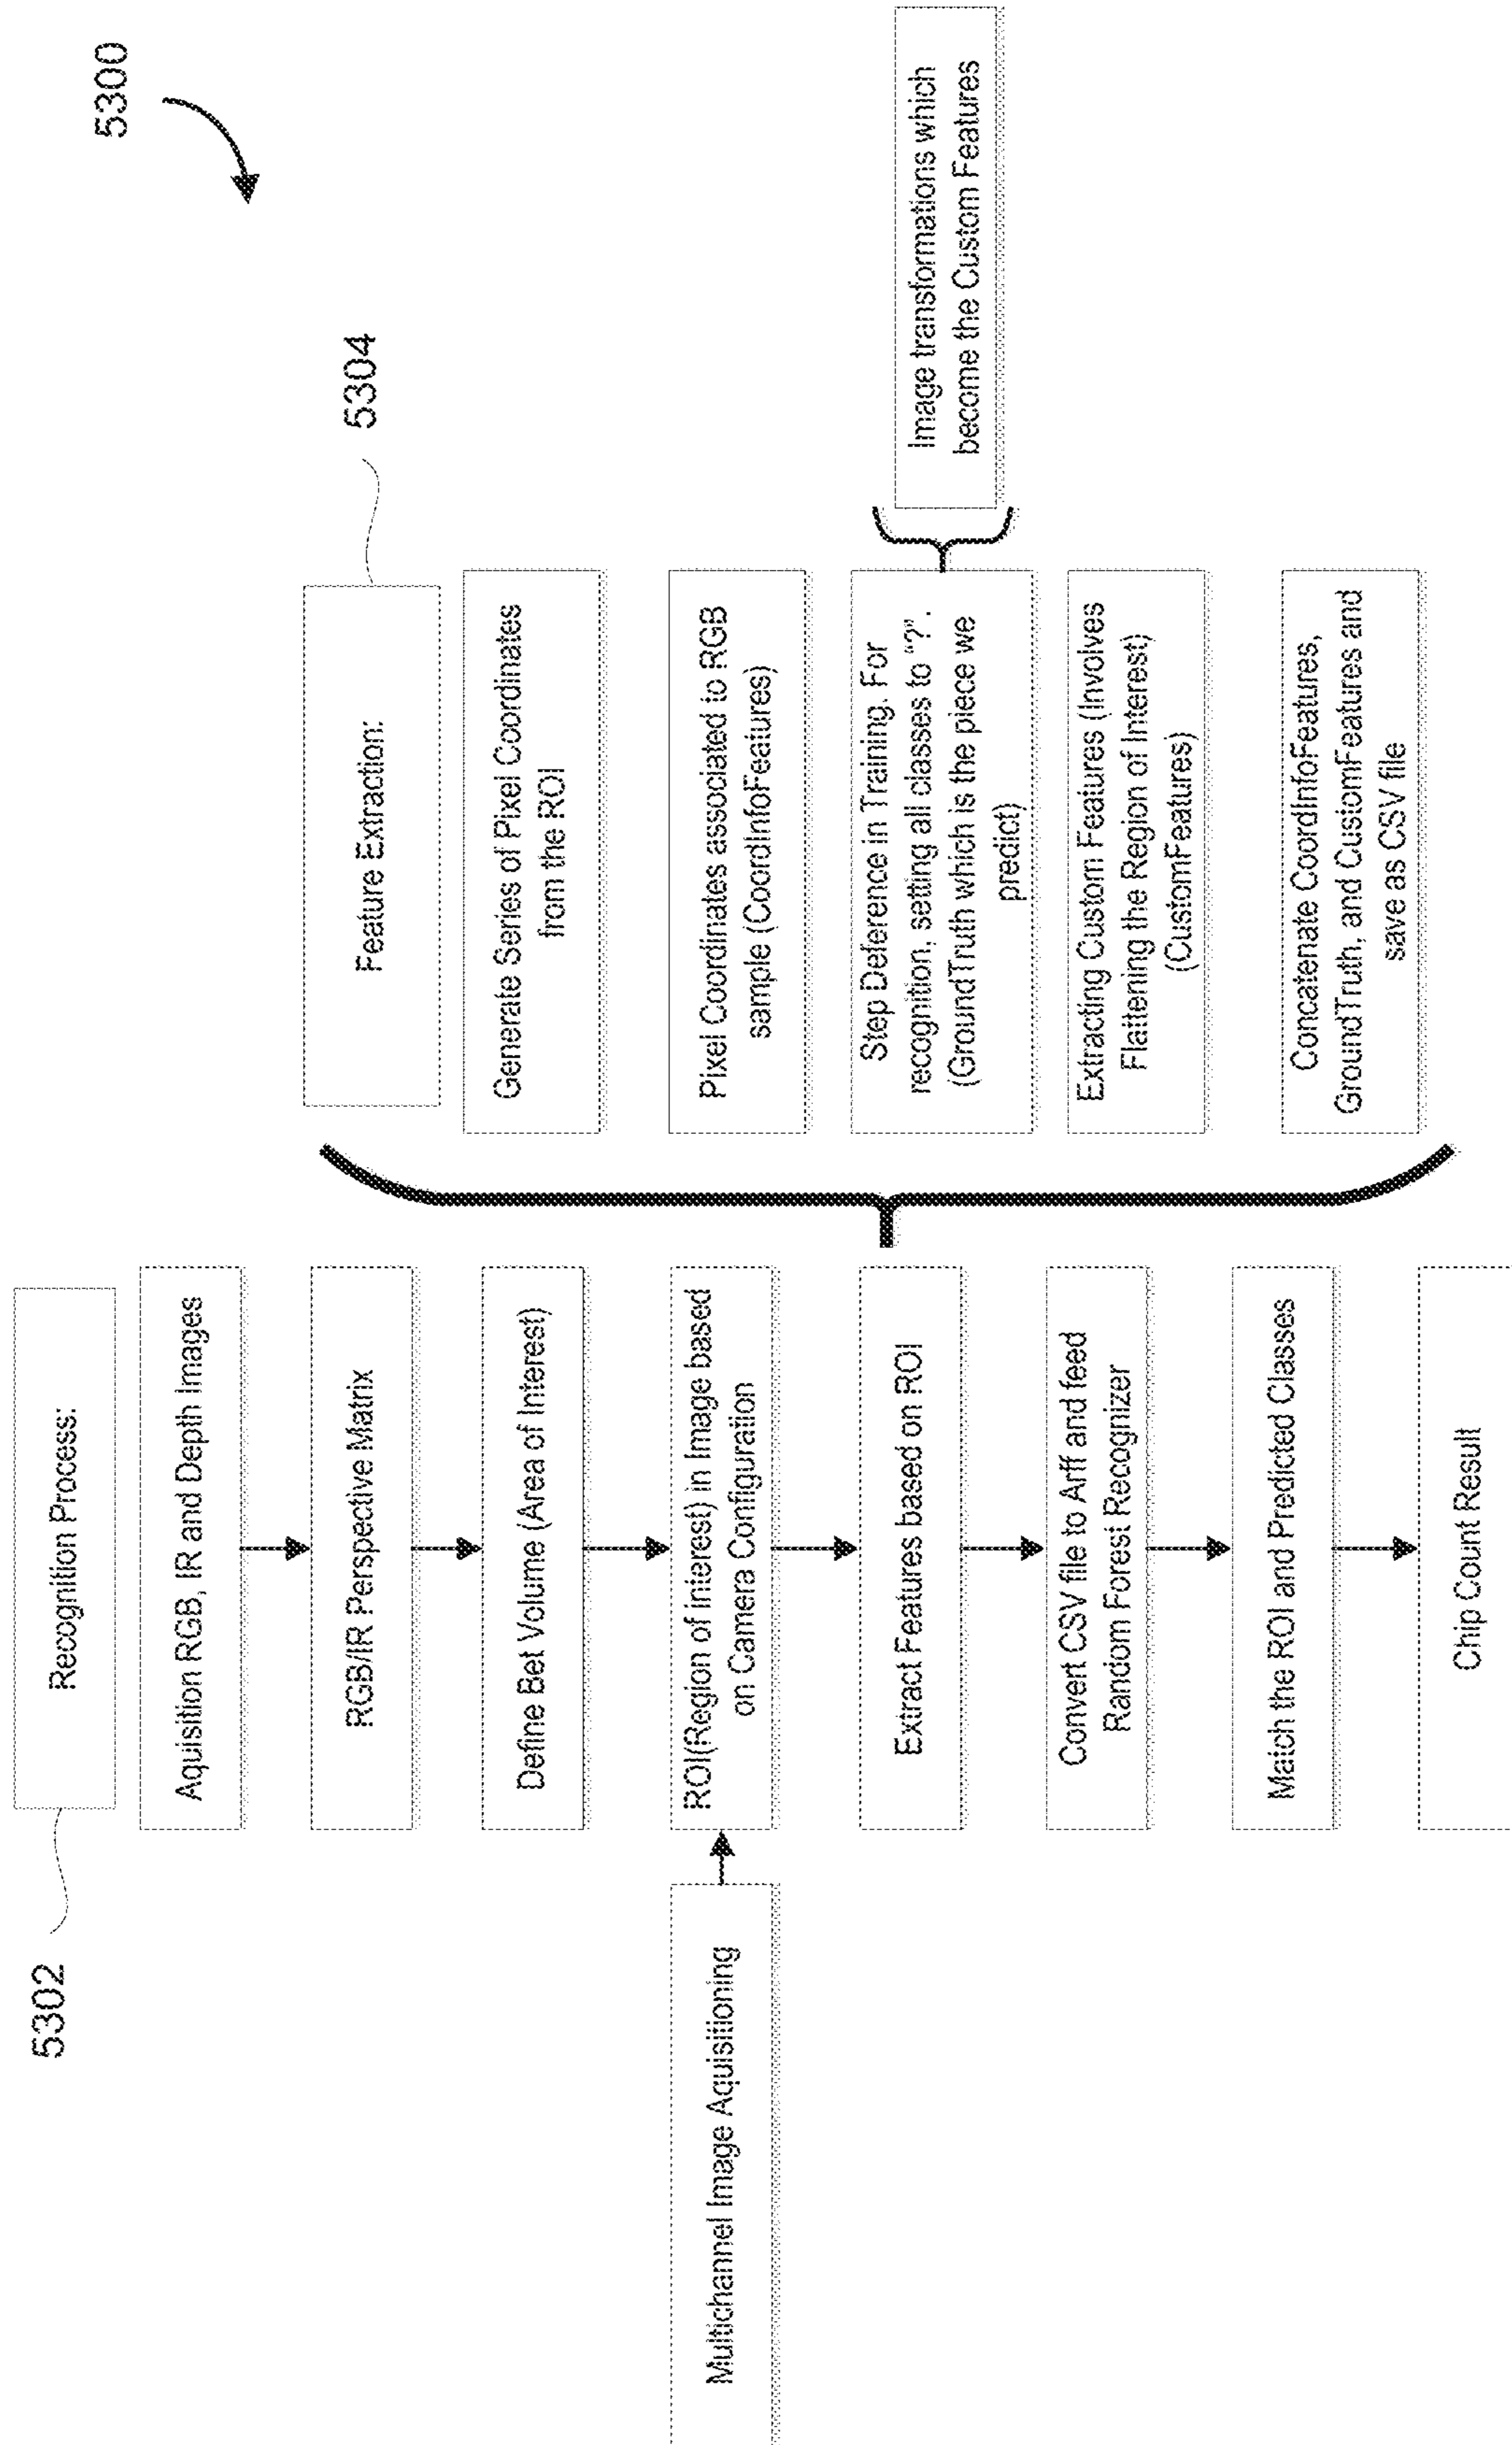 5300
5302
Recognition Process:
Aquisition RGB, IR and Depth Images
RGB/IR Perspective Matrix
Define Bet Volume (Area of Interest)
Multichannel Image Aquisitioning
ROI(Region of interest) in Image based
on Camera Configuration
Extract Features based on ROI
Convert CSV file to Arff and feed
Random Forest Recognizer
Match the ROI and Predicted Classes
Chip Count Result
5304
Feature Extraction:
Generate Series of Pixel Coordinates
from the ROI
Pixel Coordinates associated to RGB
sample (CoordInfoFeatures)
Step Deference in Training. For
recognition, setting all classes to "?".
(GroundTruth which is the piece we
predict)
Extracting Custom Features (Involves
Flattening the Region of Interest)
(CustomFeatures)
Concatenate CoordInfoFeatures,
GroundTruth, and CustomFeatures and
save as CSV file
Image transformations which
become the Custom Features